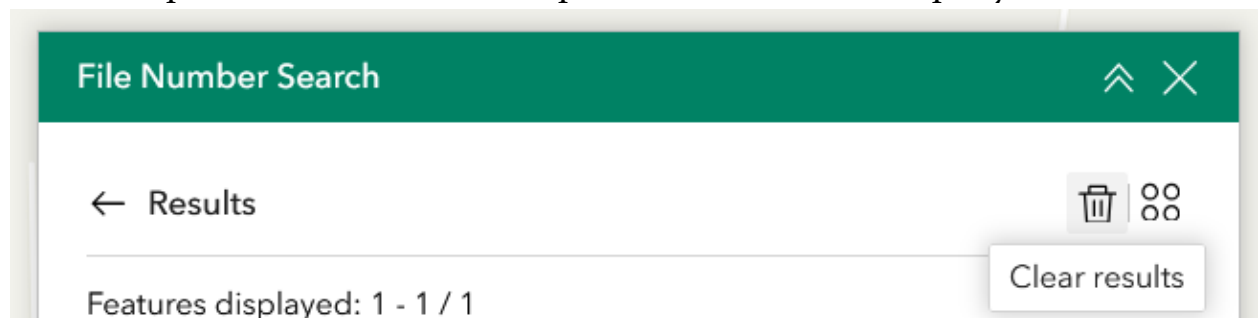 File Number Search
Results
Clear results
Features displayed: 1 - 1 / 1